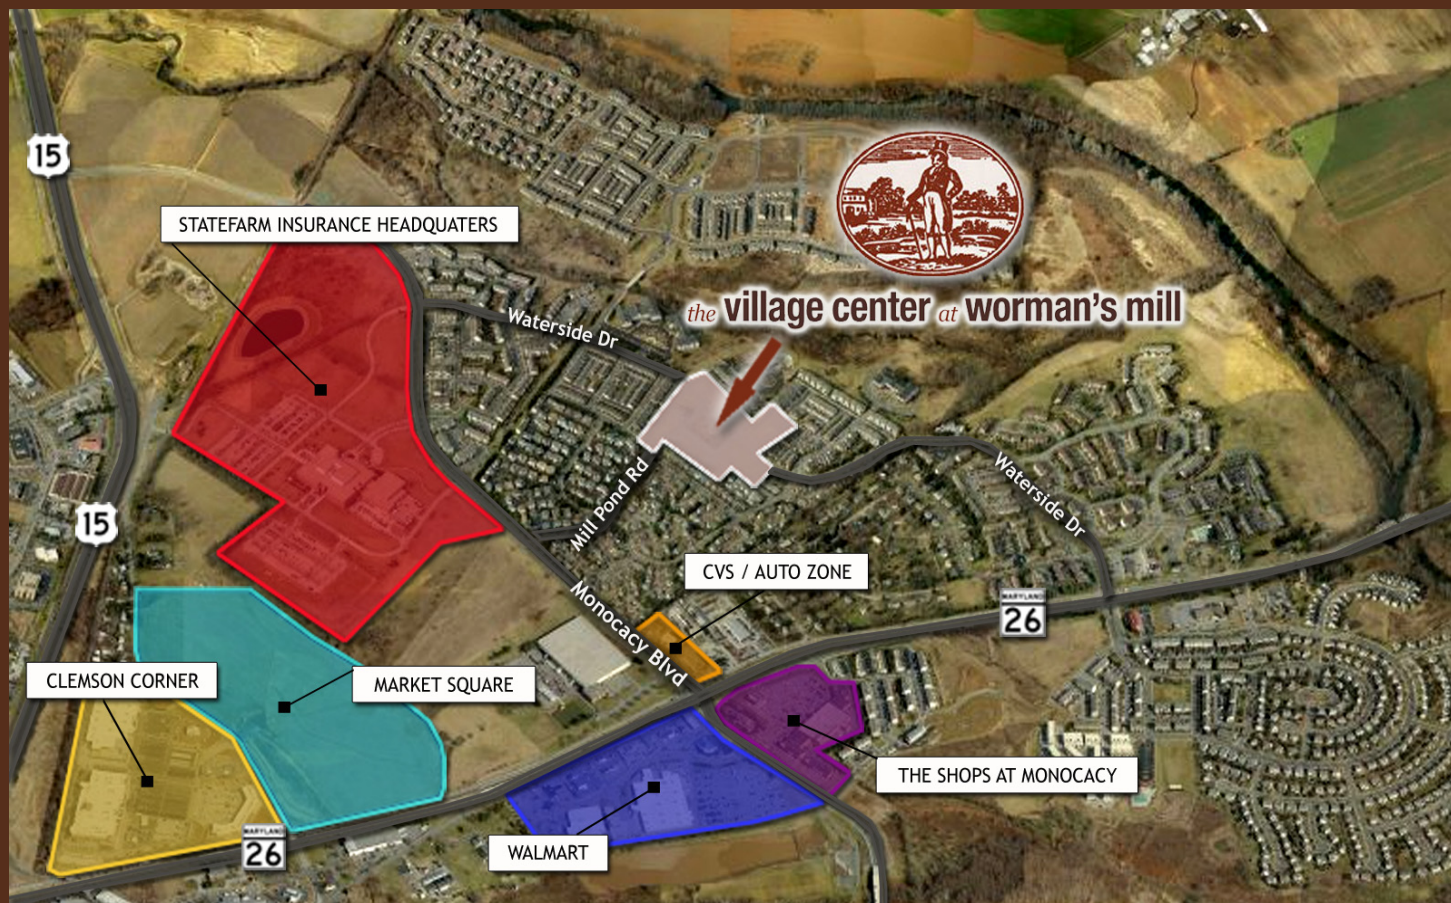 15
STATEFARM INSURANCE HEADQUATERS
the village center at worman's mill
Waterside Dr
Mill Pond Rd
Waterside Dr
15
CVS / AUTO ZONE
Monocacy Blvd
MARYLAND
26
CLEMSON CORNER
MARKET SQUARE
THE SHOPS AT MONOCACY
MARYLAND
26
WALMART